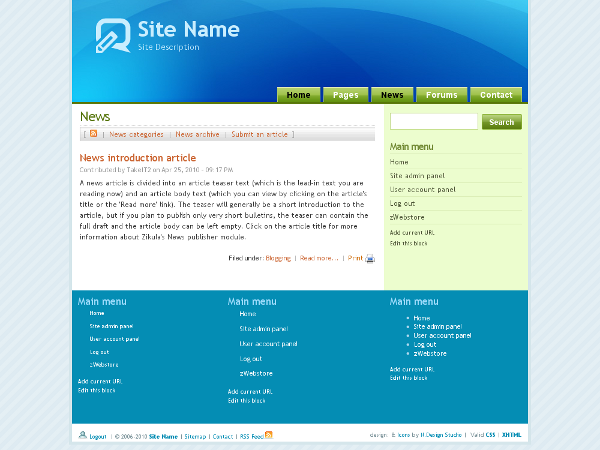 Site Name
Site Description
Home Pages News Forums Contact
News
[ | News categories | News archive | Submit an article ]
News introduction article
Contributed by TakeIT2 on Apr 25, 2010 - 09:17 PM
A news article is divided into an article teaser text (which is the lead-in text you are
reading now) and an article body text (which you can view by clicking on the article's
title or the 'Read more' link). The teaser will generally be a short introduction to the
article, but if you plan to publish only very short bulletins, the teaser can contain the
full draft and the article body can be left empty. Click on the article title for more
information about Zikula's News publisher module.
Filed under: Blogging | Read more... | Print
Search
Main menu
Home
Site admin panel
User account panel
Log out
zWebstore
Add current URL
Edit this block
Main menu
Home
Site admin panel
User account panel
Log out
zWebstore
Add current URL
Edit this block
Main menu
Home
Site admin panel
User account panel
Log out
zWebstore
Add current URL
Edit this block
Main menu
Home
Site admin panel
User account panel
Log out
zWebstore
Add current URL
Edit this block
Logout | © 2006-2010 Site Name | Sitemap | Contact | RSS Feed
design: & Icons by R.Design Studio | Valid CSS | XHTML